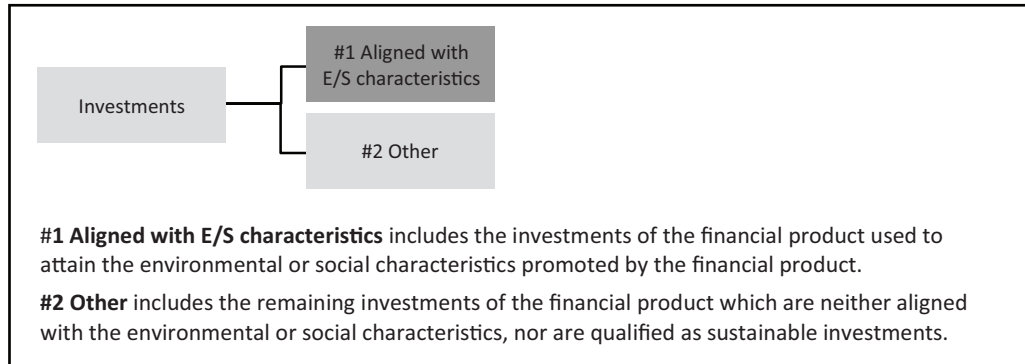 #1 Aligned with
E/S characteristics
Investments
#2 Other
#1 Aligned with E/S characteristics includes the investments of the financial product used to
attain the environmental or social characteristics promoted by the financial product.
#2 Other includes the remaining investments of the financial product which are neither aligned
with the environmental or social characteristics, nor are qualified as sustainable investments.